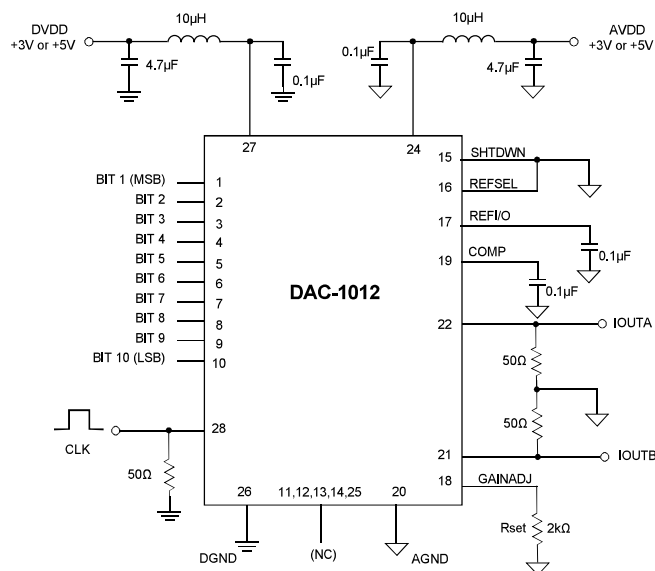 DVDD
+3V or +5V
10µH
4.7µF
0.1µF
10µH
AVDD
+3V or +5V
0.1µF
4.7µF
27
24
BIT 1 (MSB)
1
BIT 2
2
BIT 3
3
BIT 4
4
BIT 5
5
BIT 6
6
BIT 7
7
BIT 8
8
BIT 9
9
BIT 10 (LSB)
10
DAC-1012
15
SHTDWN
16
REFSEL
17
REFI/O
0.1µF
19
COMP
0.1µF
22
IOUTA
50Ω
50Ω
21
IOUTB
18
GAINADJ
Rset
2kΩ
CLK
28
50Ω
26
11,12,13,14,25
20
DGND
(NC)
AGND